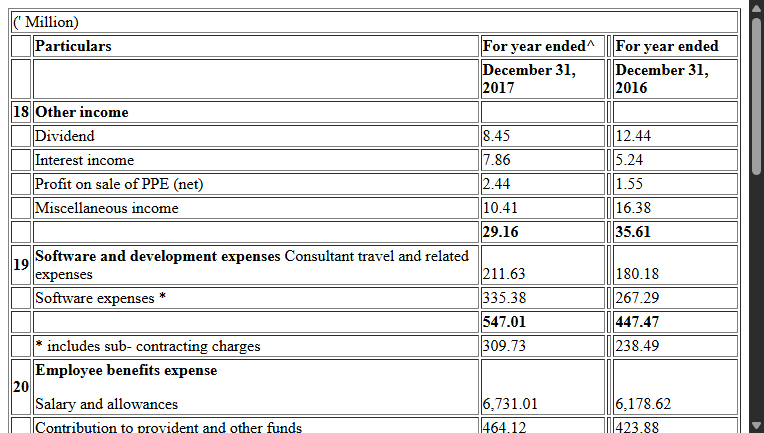 (' Million)
Particulars For year ended^ For year ended
December 31, 2017 December 31, 2016
18 Other income
Dividend 8.45 12.44
Interest income 7.86 5.24
Profit on sale of PPE (net) 2.44 1.55
Miscellaneous income 10.41 16.38
29.16 35.61
19 Software and development expenses Consultant travel and related expenses 211.63 180.18
Software expenses * 335.38 267.29
547.01 447.47
* includes sub- contracting charges 309.73 238.49
20 Employee benefits expense
Salary and allowances 6,731.01 6,178.62
Contribution to provident and other funds 464.12 423.88